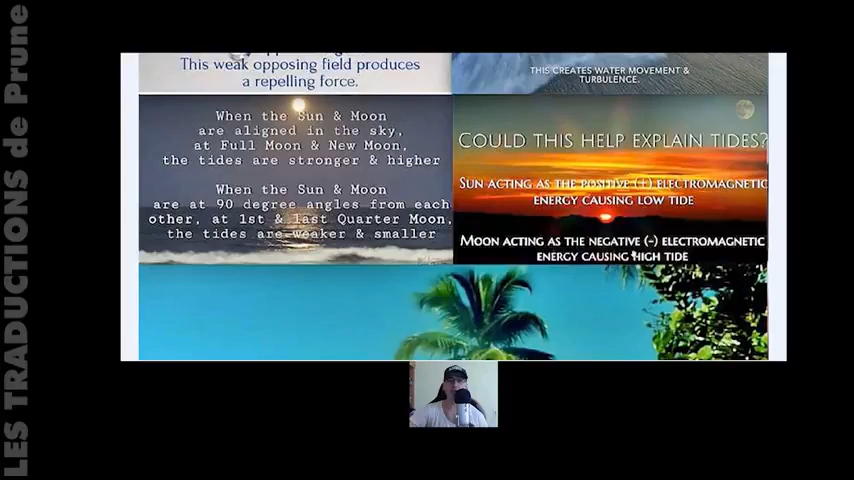 LES TRADUCTIONS de Prune
This weak opposing field produces
a repelling force.
THIS CREATES WATER MOVEMENT &
TURBULENCE.
When the Sun & Moon
are aligned in the sky,
at Full Moon & New Moon,
the tides are stronger & higher
When the Sun & Moon
are at 90 degree angles from each
other, at 1st & last Quarter Moon,
the tides are weaker & smaller
COULD THIS HELP EXPLAIN TIDES?
SUN ACTING AS THE POSITIVE (+) ELECTROMAGNETIC
ENERGY CAUSING LOW TIDE
MOON ACTING AS THE NEGATIVE (-) ELECTROMAGNETIC
ENERGY CAUSING HIGH TIDE